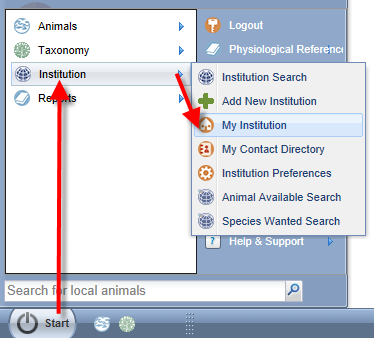 Animals
Taxonomy
Institution
Reports
Logout
Physiological Reference
Institution Search
Add New Institution
My Institution
My Contact Directory
Institution Preferences
Animal Available Search
Species Wanted Search
Help & Support
Search for local animals
Start